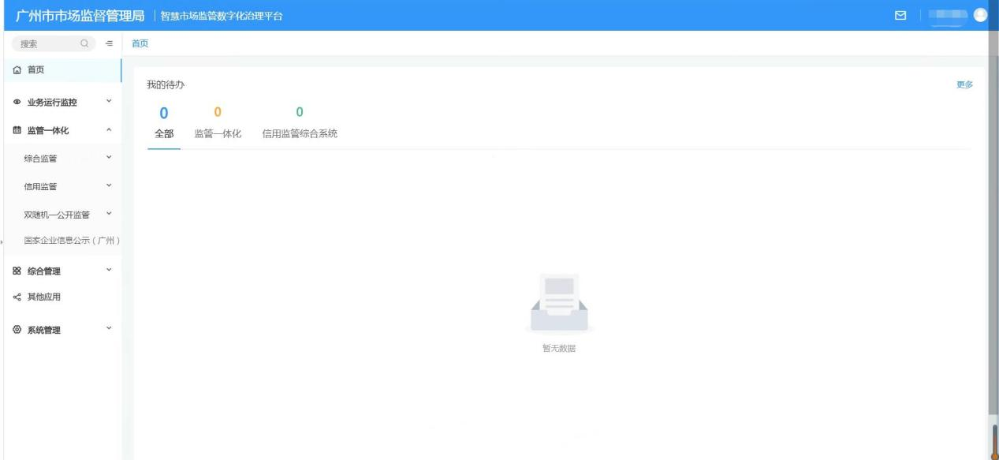 广州市市场监督管理局 智慧市场监管数字化治理平台
搜索
首页
首页
业务运行监控
监管一体化
综合监管
信用监管
双随机一公开监管
国家企业信息公示（广州）
综合管理
其他应用
系统管理
我的待办
更多
0 0 0
全部 监管一体化 信用监管综合系统
暂无数据